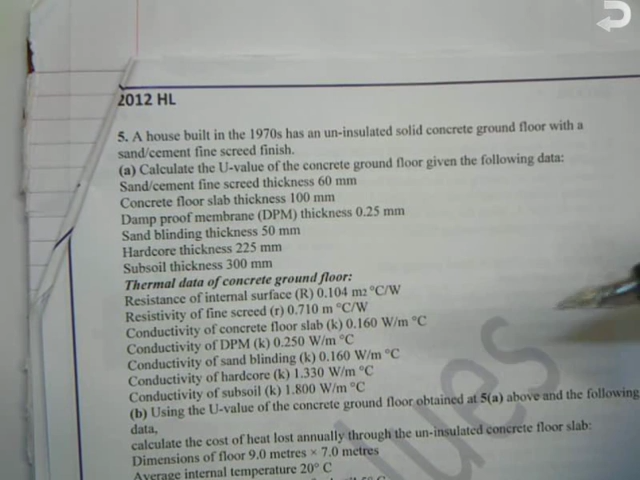 2012 HL
5. A house built in the 1970s has an un-insulated solid concrete ground floor with a
sand/cement fine screed finish.
(a) Calculate the U-value of the concrete ground floor given the following data:
Sand/cement fine screed thickness 60 mm
Concrete floor slab thickness 100 mm
Damp proof membrane (DPM) thickness 0.25 mm
Sand blinding thickness 50 mm
Hardcore thickness 225 mm
Subsoil thickness 300 mm
Thermal data of concrete ground floor:
Resistance of internal surface (R) 0.104 m2 °C/W
Resistivity of fine screed (r) 0.710 m °C/W
Conductivity of concrete floor slab (k) 0.160 W/m °C
Conductivity of DPM (k) 0.250 W/m °C
Conductivity of sand blinding (k) 0.160 W/m °C
Conductivity of hardcore (k) 1.330 W/m °C
Conductivity of subsoil (k) 1.800 W/m °C
(b) Using the U-value of the concrete ground floor obtained at 5(a) above and the following
data,
calculate the cost of heat lost annually through the un-insulated concrete floor slab:
Dimensions of floor 9.0 metres × 7.0 metres
Average internal temperature 20° C